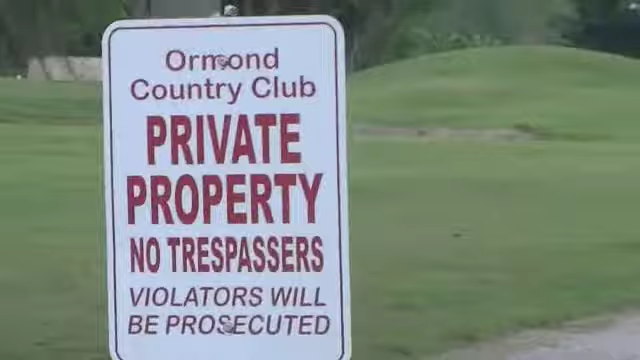 Ormond
Country Club
PRIVATE
PROPERTY
NO TRESPASSERS
VIOLATORS WILL
BE PROSECUTED